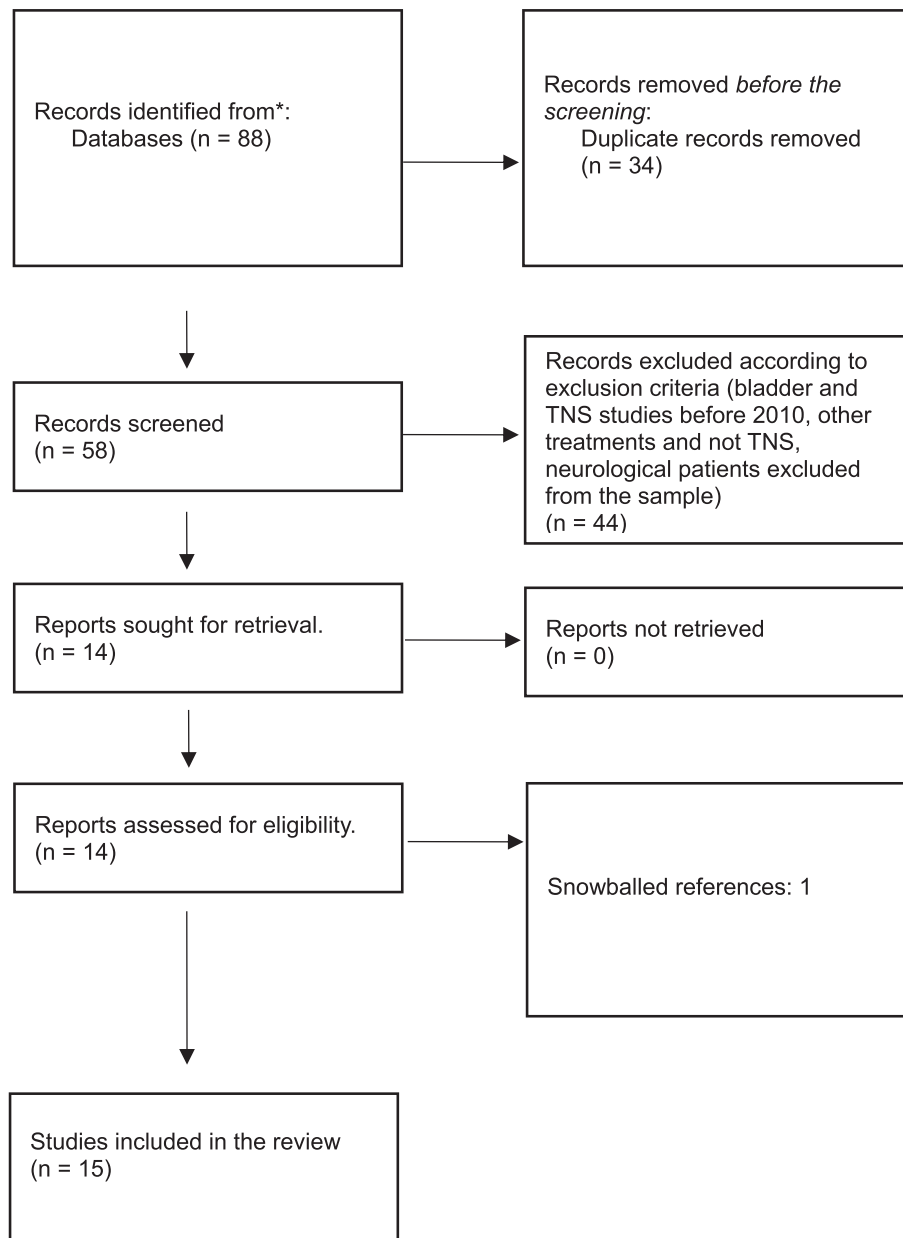 Records identified from*:
Databases (n = 88)
Records removed before the
screening:
Duplicate records removed
(n = 34)
Records screened
(n = 58)
Records excluded according to
exclusion criteria (bladder and
TNS studies before 2010, other
treatments and not TNS,
neurological patients excluded
from the sample)
(n = 44)
Reports sought for retrieval.
(n = 14)
Reports not retrieved
(n = 0)
Reports assessed for eligibility.
(n = 14)
Snowballed references: 1
Studies included in the review
(n = 15)